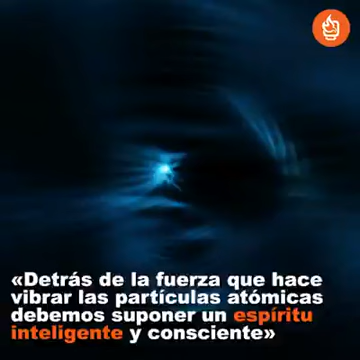 «Detrás de la fuerza que hace
vibrar las partículas atómicas
debemos suponer un espíritu
inteligente y consciente»